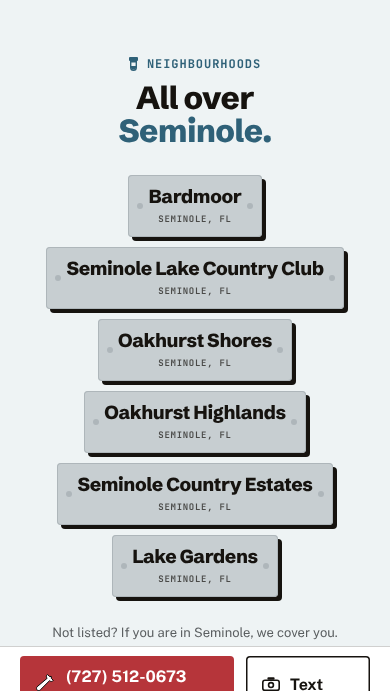 NEIGHBOURHOODS
All over
Seminole.
Bardmoor
SEMINOLE, FL
Seminole Lake Country Club
SEMINOLE, FL
Oakhurst Shores
SEMINOLE, FL
Oakhurst Highlands
SEMINOLE, FL
Seminole Country Estates
SEMINOLE, FL
Lake Gardens
SEMINOLE, FL
Not listed? If you are in Seminole, we cover you.
(727) 512-0673
Text